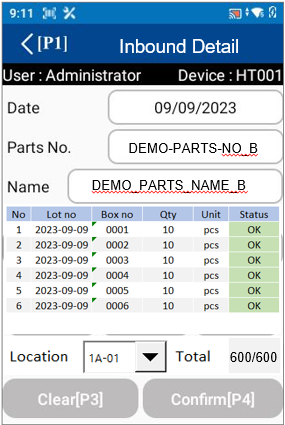 9:11
[P1] Inbound Detail
User : Administrator Device : HT001
Date 09/09/2023
Parts No. DEMO-PARTS-NO_B
Name DEMO_PARTS_NAME_B
No Lot no Box no Qty Unit Status
1 2023-09-09 0001 10 pcs OK
2 2023-09-09 0002 10 pcs OK
3 2023-09-09 0003 10 pcs OK
4 2023-09-09 0004 10 pcs OK
5 2023-09-09 0005 10 pcs OK
6 2023-09-09 0006 10 pcs OK
Location 1A-01 Total 600/600
Clear[P3] Confirm[P4]